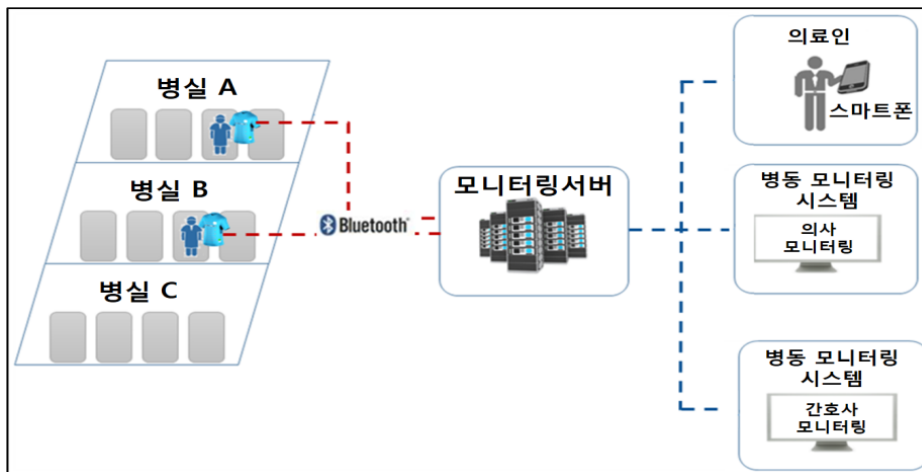 병실 A
병실 B
병실 C
Bluetooth®
모니터링서버
의료인
스마트폰
병동 모니터링
시스템
의사
모니터링
병동 모니터링
시스템
간호사
모니터링